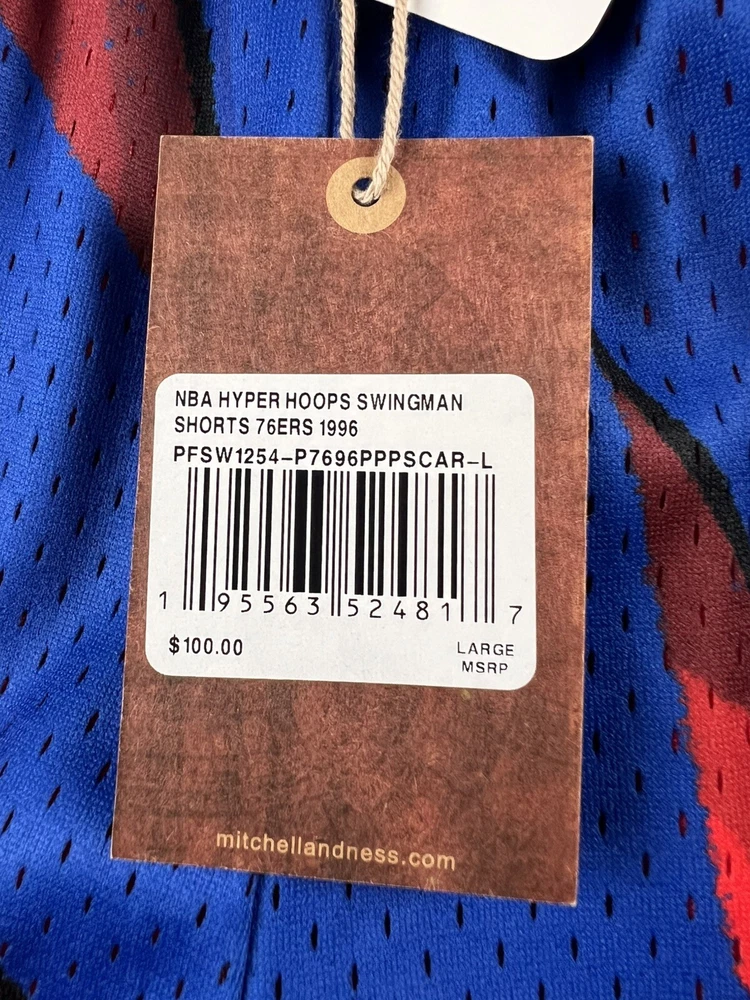 NBA HYPER HOOPS SWINGMAN
SHORTS 76ERS 1996
PFSW1254-P7696PPPSCAR-L
1 95563 52481 7
$100.00
LARGE
MSRP
mitchellandness.com